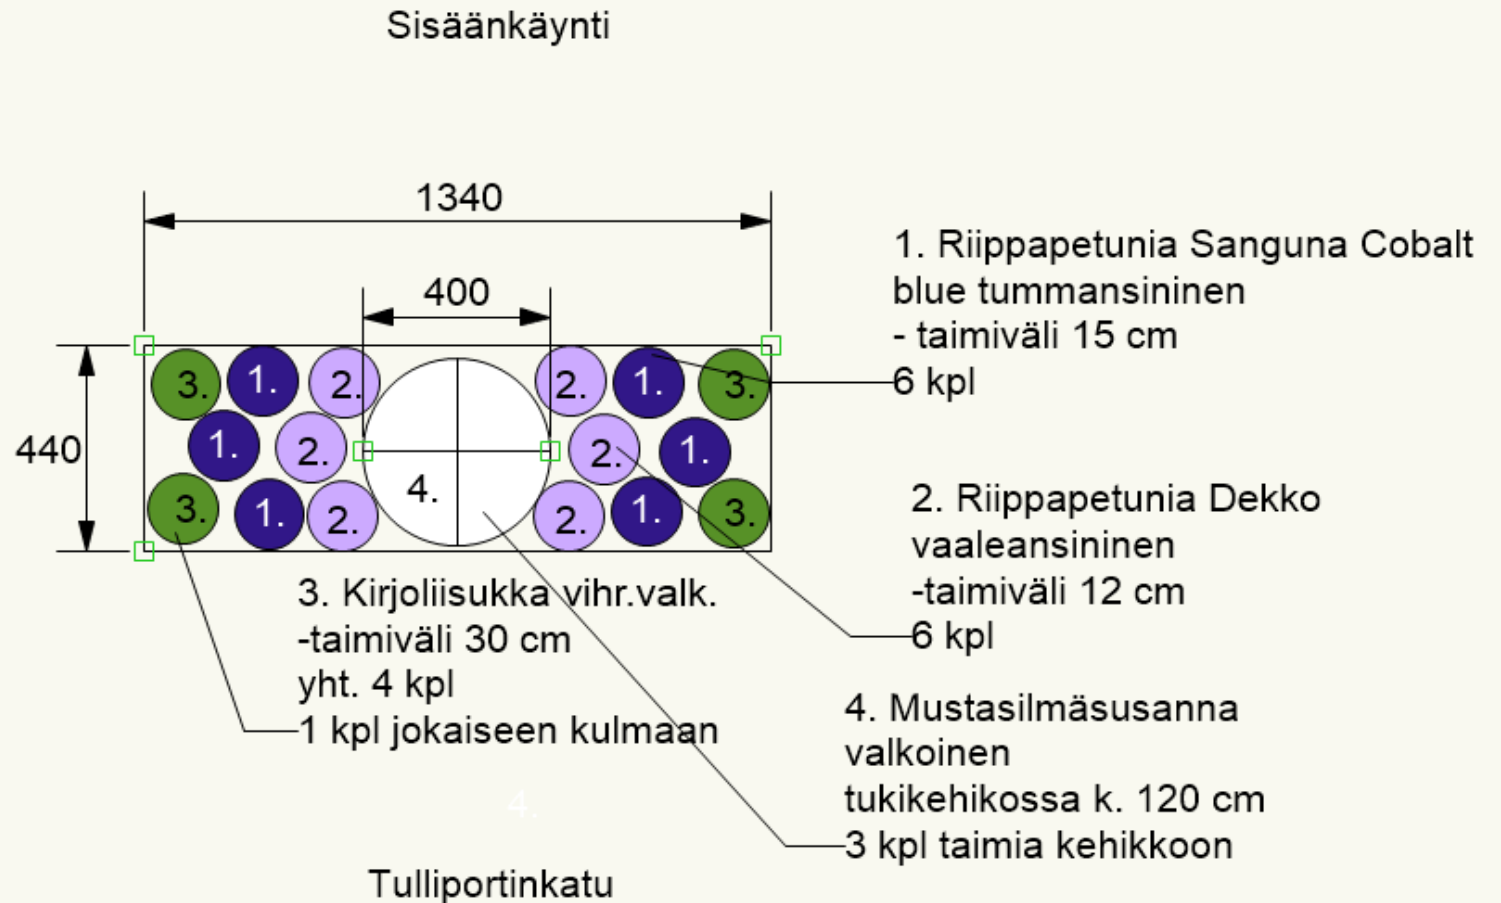 Sisäänkäynti
1340
400
440
3. 1. 2. 2. 1. 3.
1. 2. 2. 1.
4.
3. 1. 2. 2. 1. 3.
1. Riippapetunia Sanguna Cobalt
blue tummansininen
- taimiväli 15 cm
6 kpl
2. Riippapetunia Dekko
vaaleansininen
-taimiväli 12 cm
6 kpl
3. Kirjoliisukka vihr.valk.
-taimiväli 30 cm
yht. 4 kpl
1 kpl jokaiseen kulmaan
4. Mustasilmäsusanna
valkoinen
tukikehikossa k. 120 cm
3 kpl taimia kehikkoon
4.
Tulliportinkatu